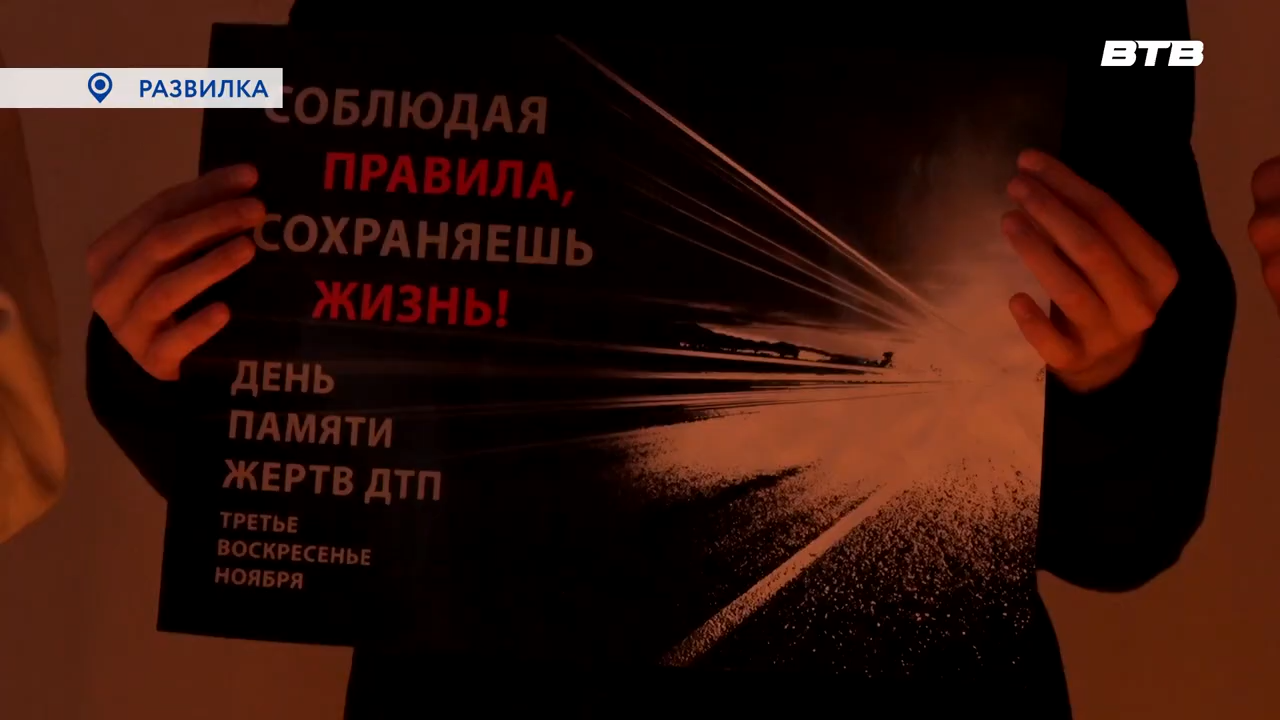 ВТВ
РАЗВИЛКА
СОБЛЮДАЯ
ПРАВИЛА,
СОХРАНЯЕШЬ
ЖИЗНЬ!
ДЕНЬ
ПАМЯТИ
ЖЕРТВ ДТП
ТРЕТЬЕ
ВОСКРЕСЕНЬЕ
НОЯБРЯ